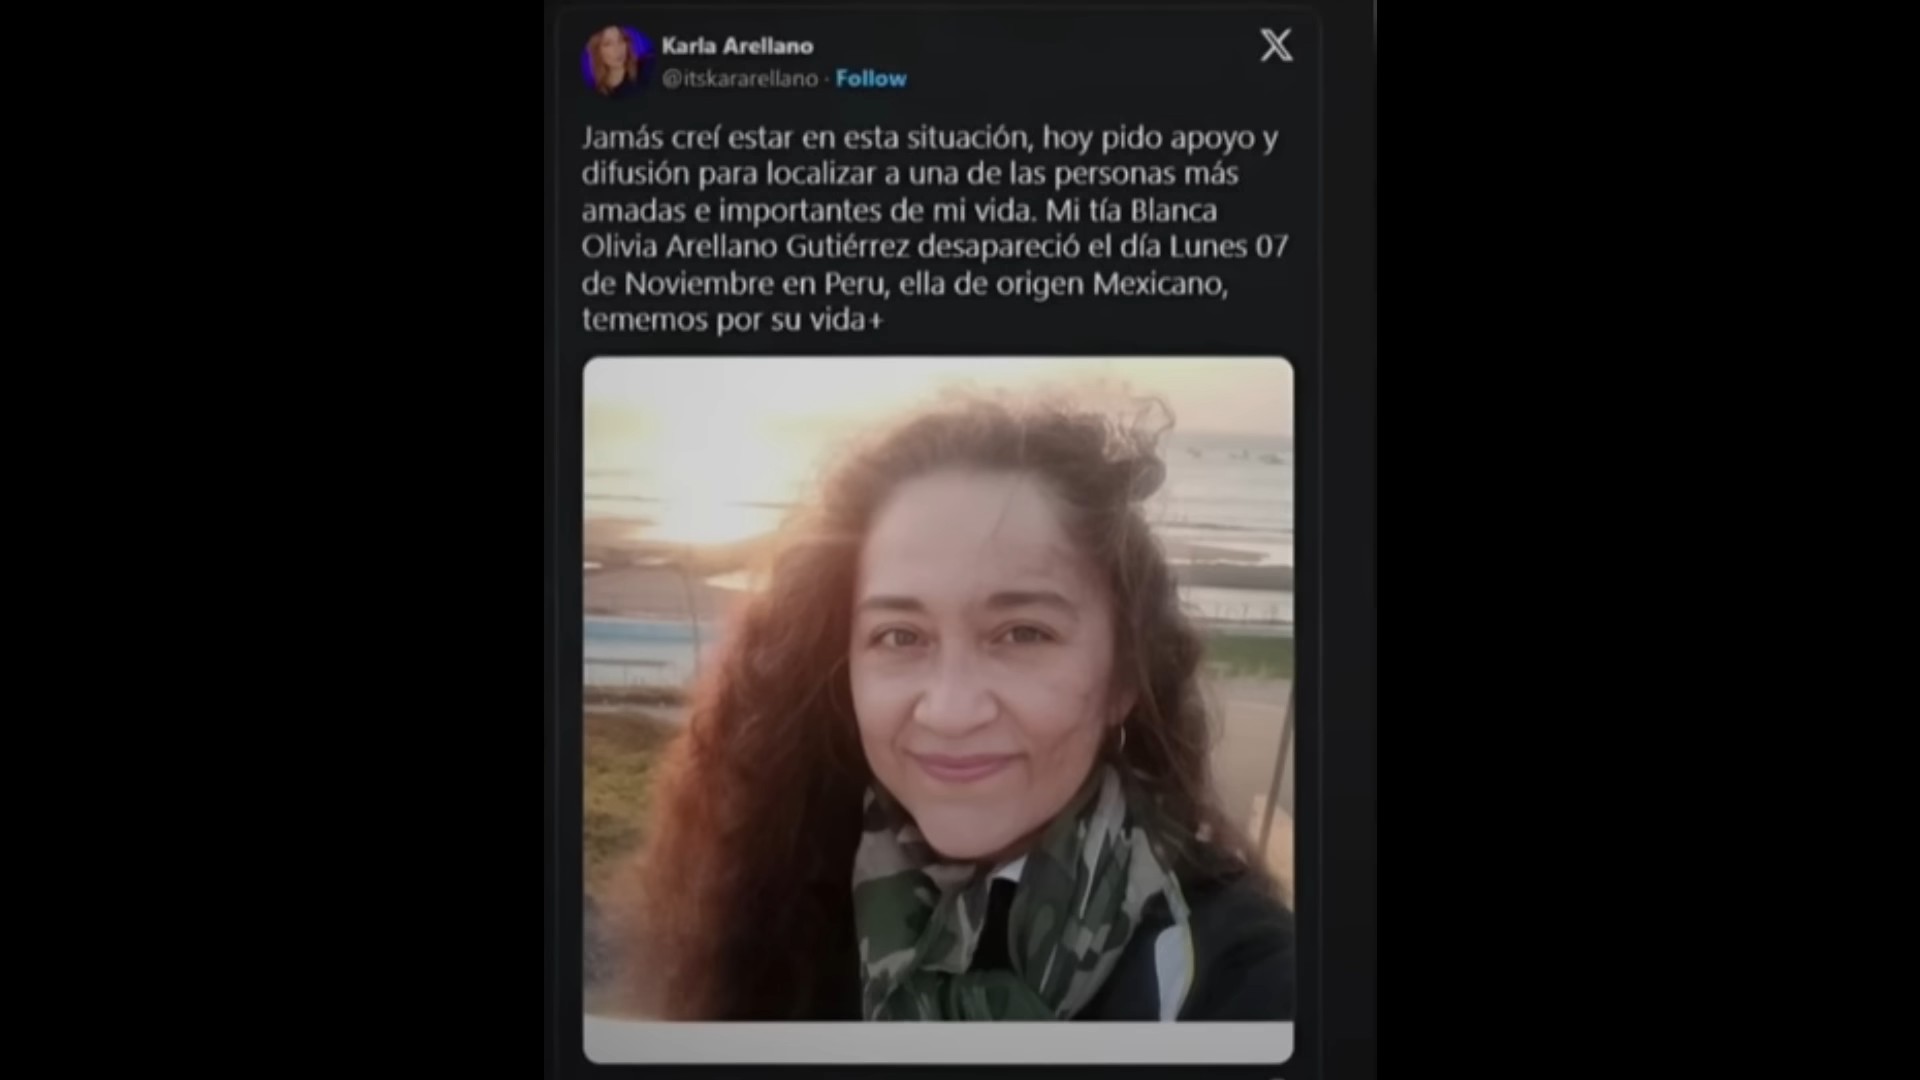 Karla Arellano
@itskararellano · Follow
Jamás creí estar en esta situación, hoy pido apoyo y
difusión para localizar a una de las personas más
amadas e importantes de mi vida. Mi tía Blanca
Olivia Arellano Gutiérrez desapareció el día Lunes 07
de Noviembre en Peru, ella de origen Mexicano,
tememos por su vida+